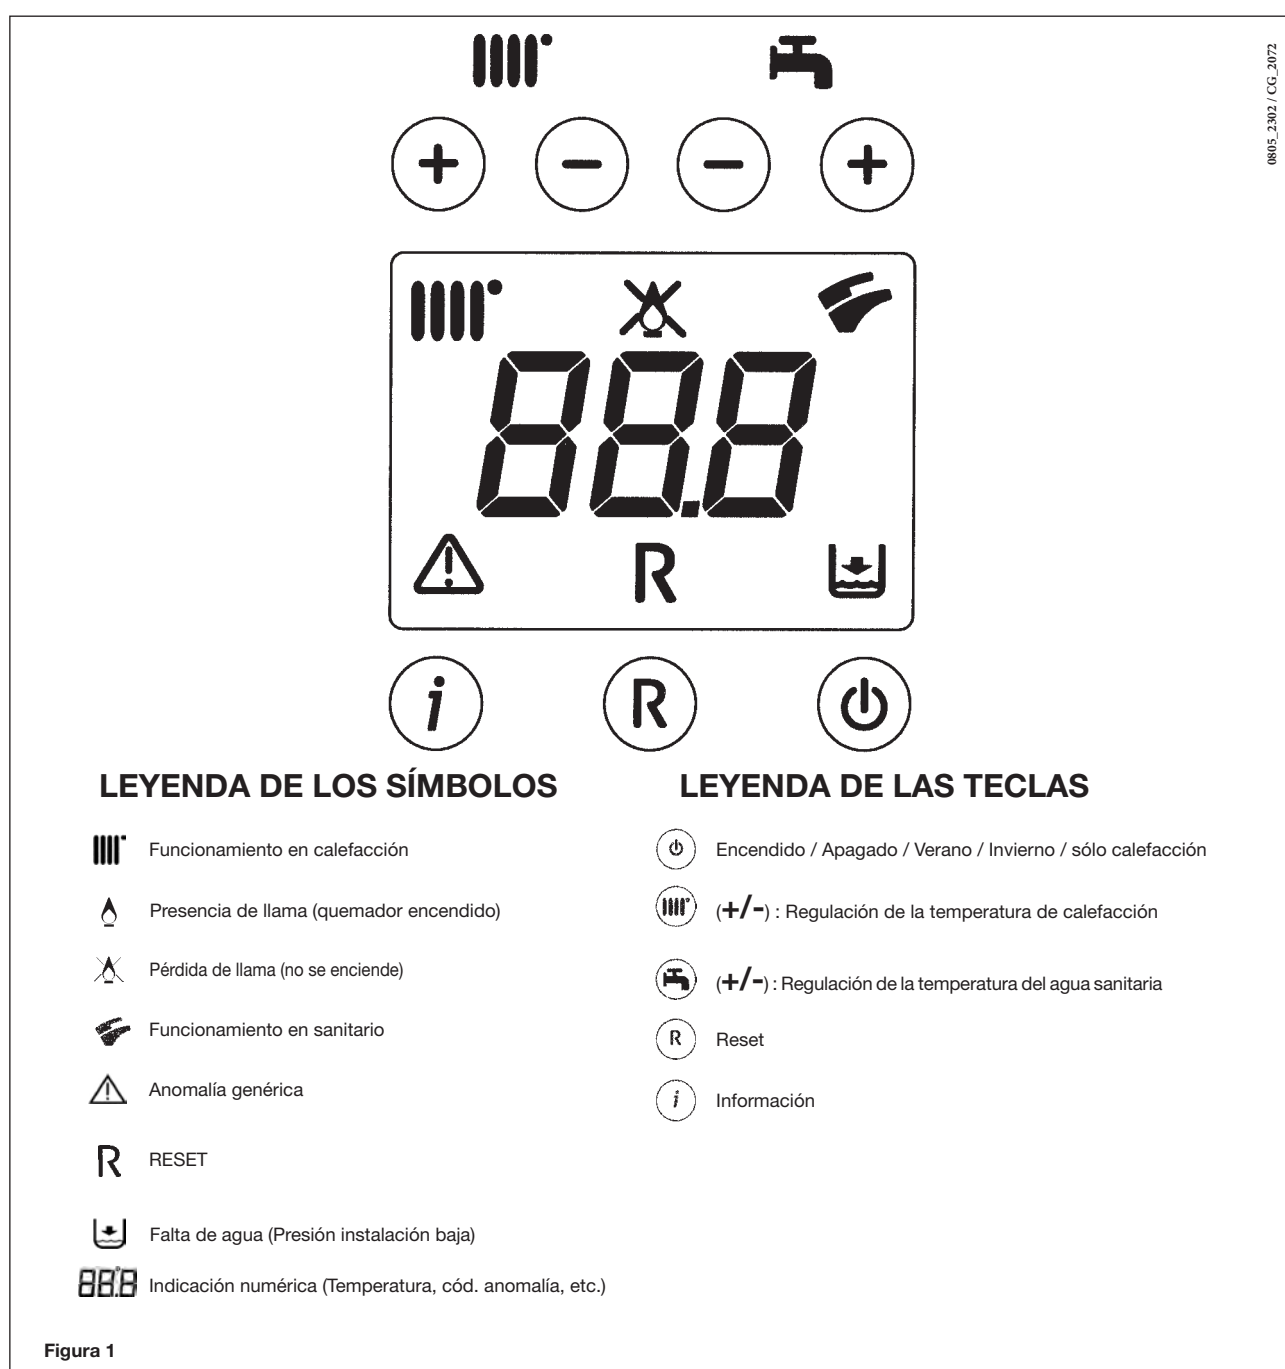 0805_2302 / CG_2072
+ − − +
88.8
R
i R
LEYENDA DE LOS SÍMBOLOS
Funcionamiento en calefacción
Presencia de llama (quemador encendido)
Pérdida de llama (no se enciende)
Funcionamiento en sanitario
Anomalía genérica
R RESET
Falta de agua (Presión instalación baja)
88.8 Indicación numérica (Temperatura, cód. anomalía, etc.)
LEYENDA DE LAS TECLAS
Encendido / Apagado / Verano / Invierno / sólo calefacción
(+/-) : Regulación de la temperatura de calefacción
(+/-) : Regulación de la temperatura del agua sanitaria
R Reset
i Información
Figura 1